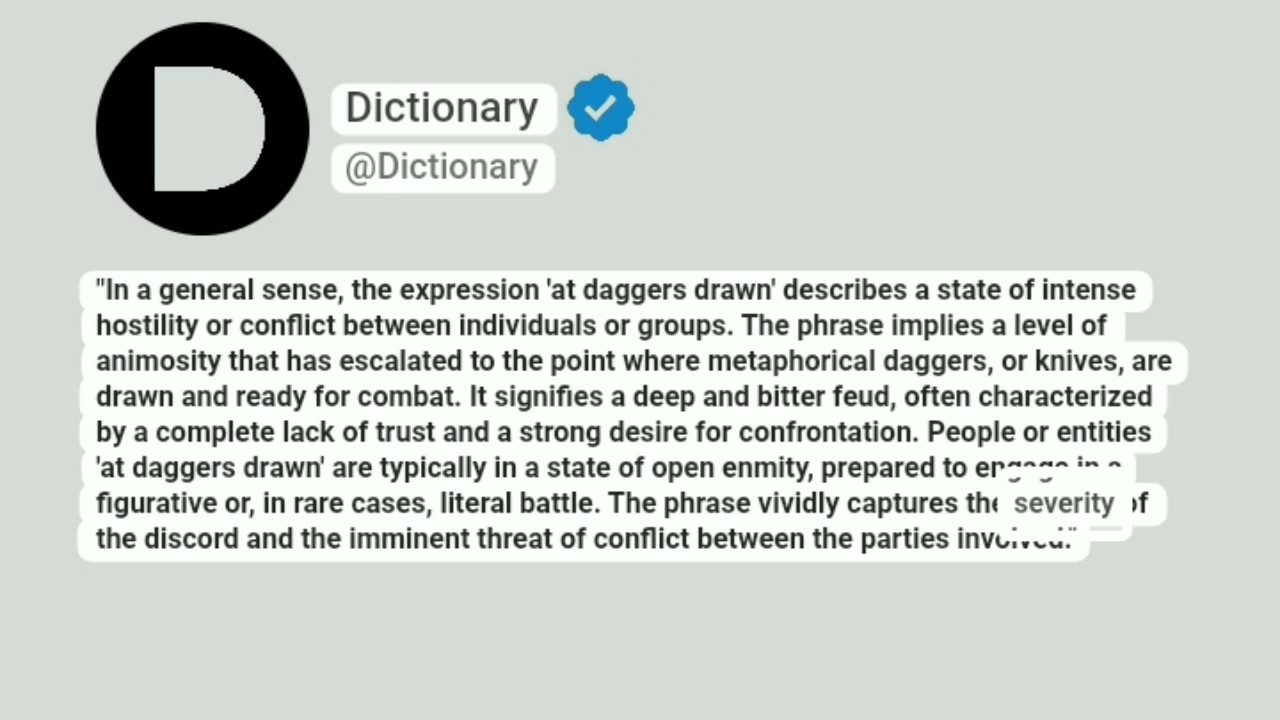 D
Dictionary
@Dictionary
"In a general sense, the expression 'at daggers drawn' describes a state of intense
hostility or conflict between individuals or groups. The phrase implies a level of
animosity that has escalated to the point where metaphorical daggers, or knives, are
drawn and ready for combat. It signifies a deep and bitter feud, often characterized
by a complete lack of trust and a strong desire for confrontation. People or entities
'at daggers drawn' are typically in a state of open enmity, prepared to engage in a
figurative or, in rare cases, literal battle. The phrase vividly captures the severity of
the discord and the imminent threat of conflict between the parties involved."